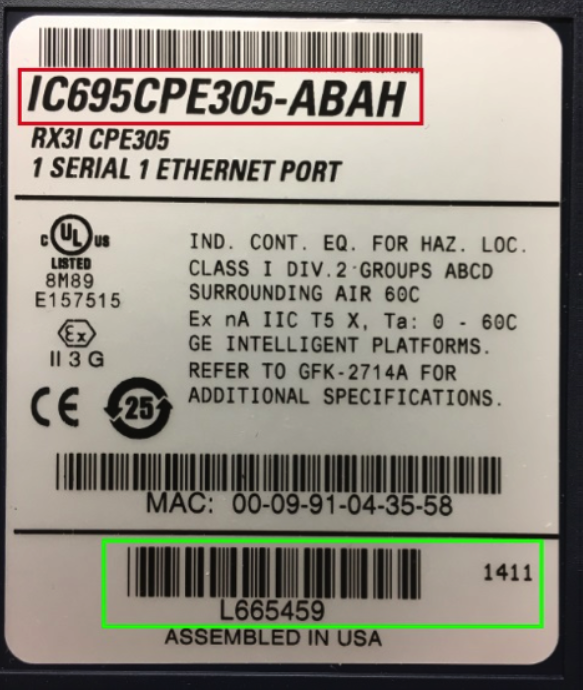 IC695CPE305-ABAH
RX3I CPE305
1 SERIAL 1 ETHERNET PORT
C UL US
LISTED
8M89
E157515
Ex
II 3 G
CE
25
IND. CONT. EQ. FOR HAZ. LOC.
CLASS I DIV.2 GROUPS ABCD
SURROUNDING AIR 60C
Ex nA IIC T5 X, Ta: 0 - 60C
GE INTELLIGENT PLATFORMS.
REFER TO GFK-2714A FOR
ADDITIONAL SPECIFICATIONS.
MAC: 00-09-91-04-35-58
1411
L665459
ASSEMBLED IN USA